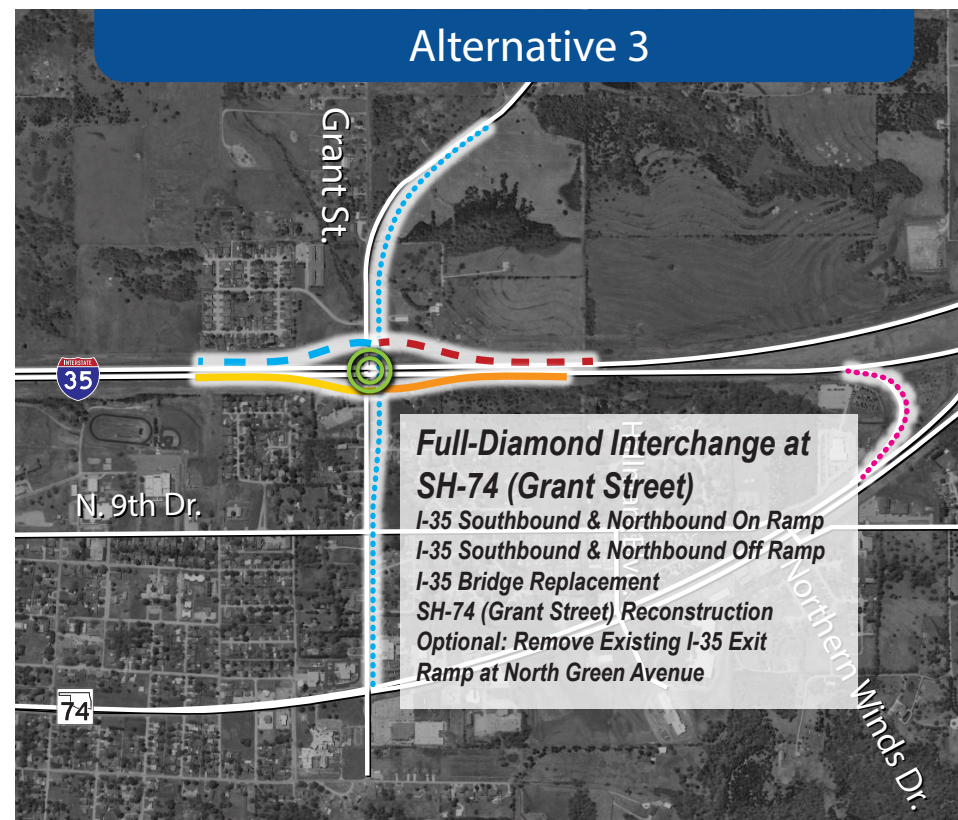 Alternative 3
Grant St.
INTERSTATE
35
N. 9th Dr.
Full-Diamond Interchange at
SH-74 (Grant Street)
I-35 Southbound & Northbound On Ramp
I-35 Southbound & Northbound Off Ramp
I-35 Bridge Replacement
SH-74 (Grant Street) Reconstruction
Optional: Remove Existing I-35 Exit
Ramp at North Green Avenue
Northern Winds Dr.
74